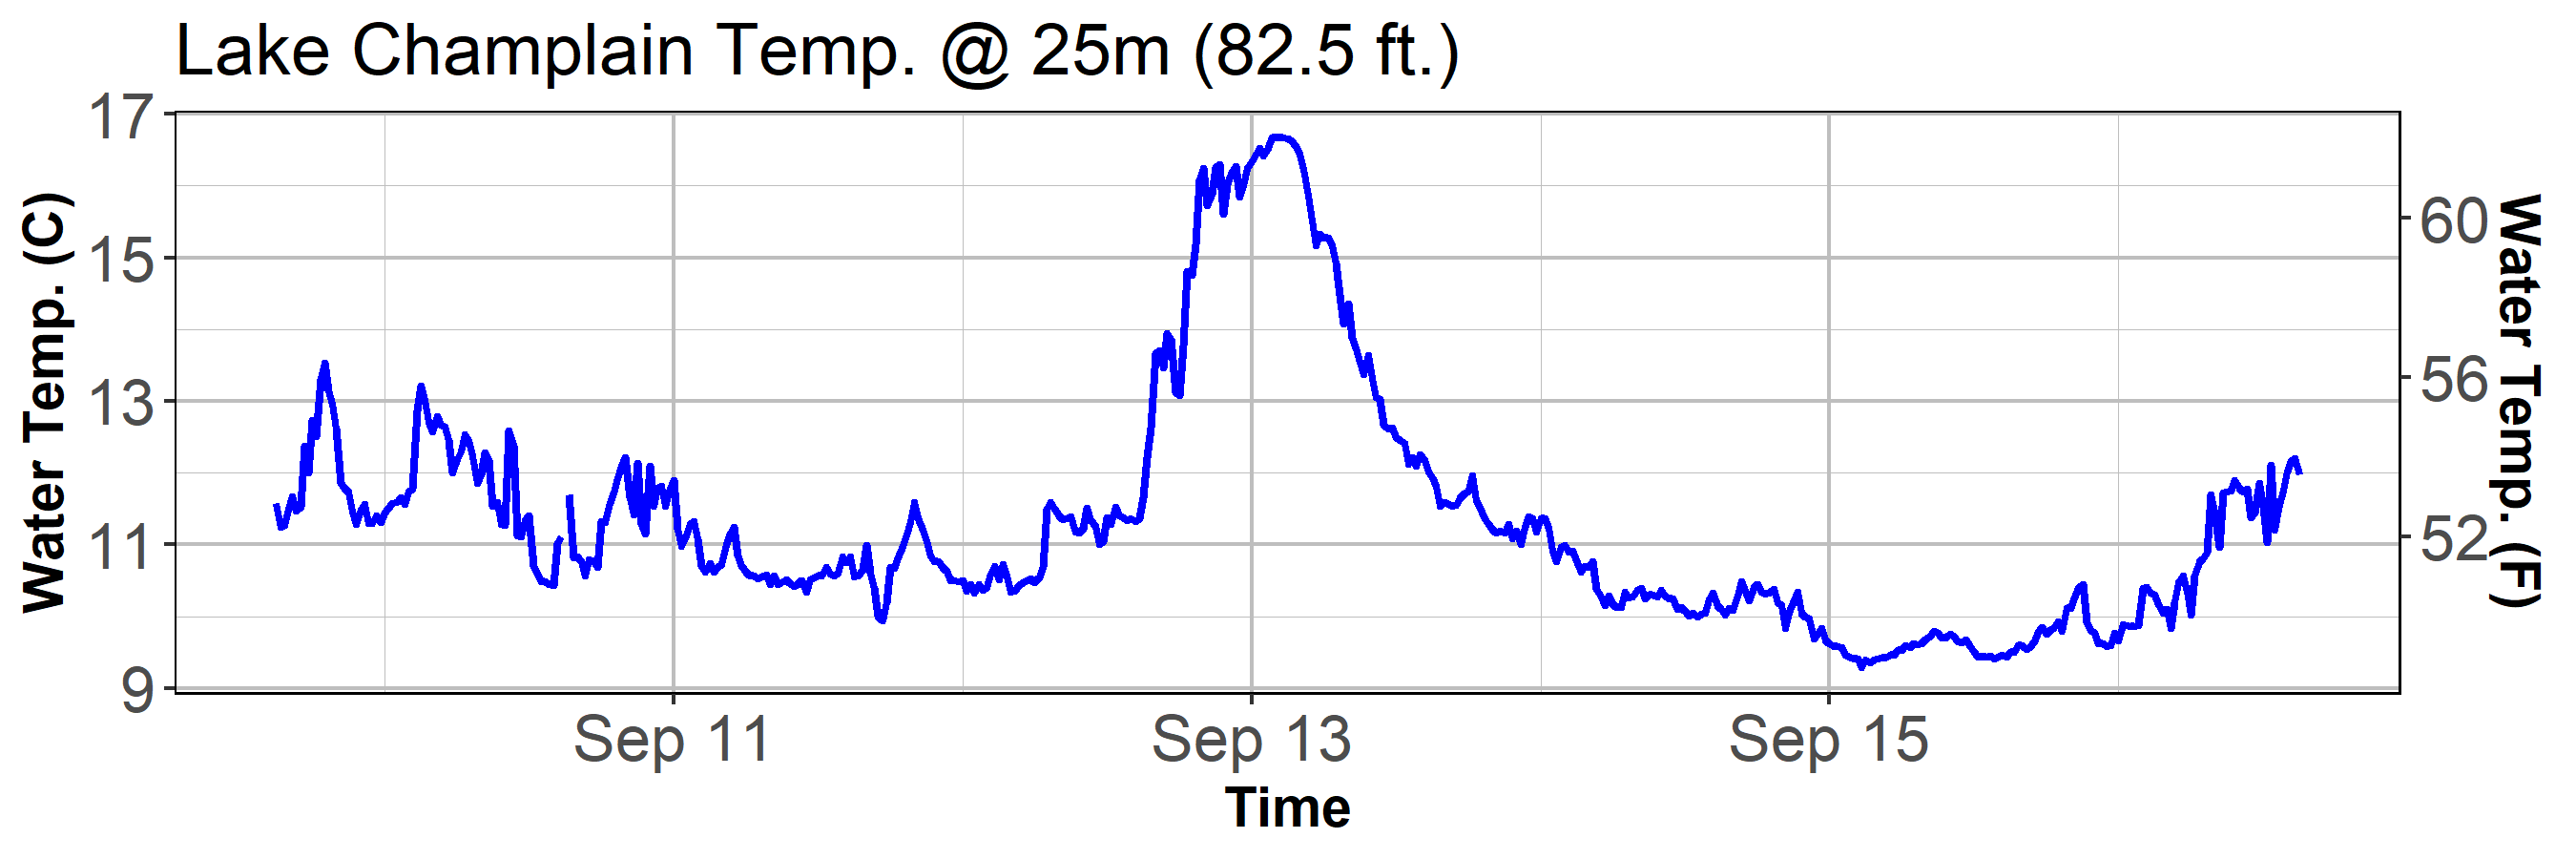 Lake Champlain Temp. @ 25m (82.5 ft.)
Water Temp. (C)
17
15
13
11
9
60
56
52
Water Temp. (F)
Sep 11
Sep 13
Sep 15
Time